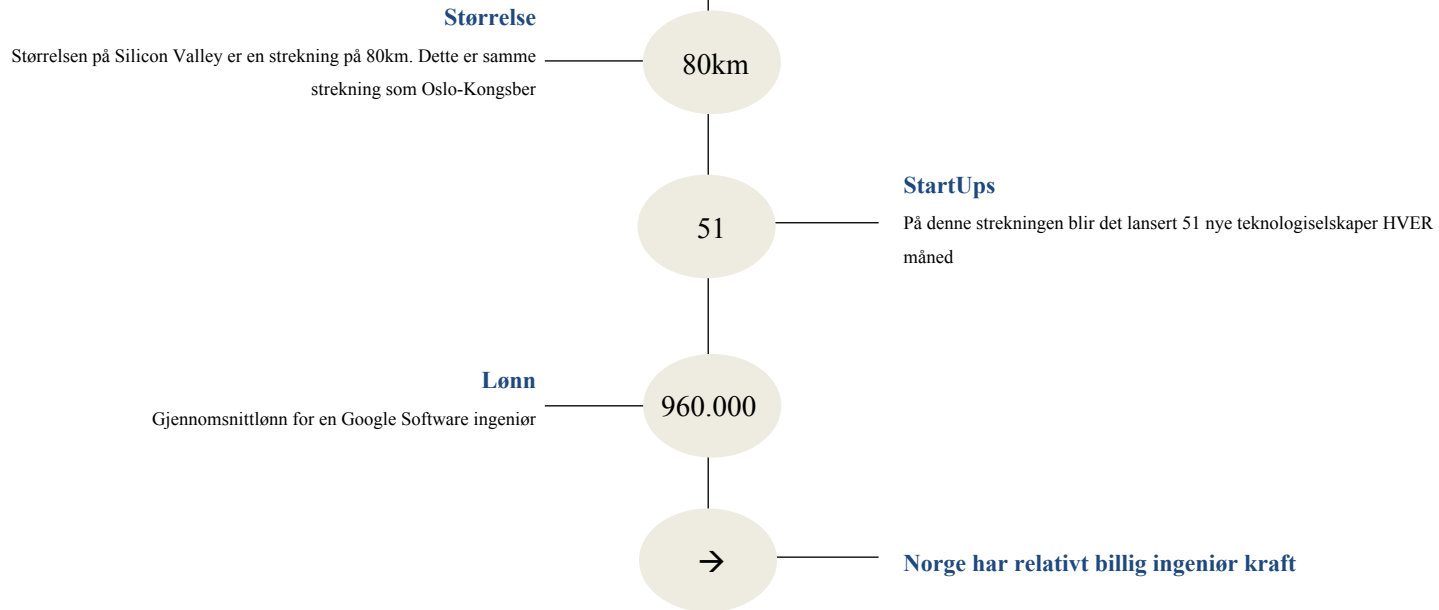 Størrelse
Størrelsen på Silicon Valley er en strekning på 80km. Dette er samme
strekning som Oslo-Kongsber
80km
51
StartUps
På denne strekningen blir det lansert 51 nye teknologiselskaper HVER
måned
Lønn
Gjennomsnittlønn for en Google Software ingeniør
960.000
→
Norge har relativt billig ingeniør kraft